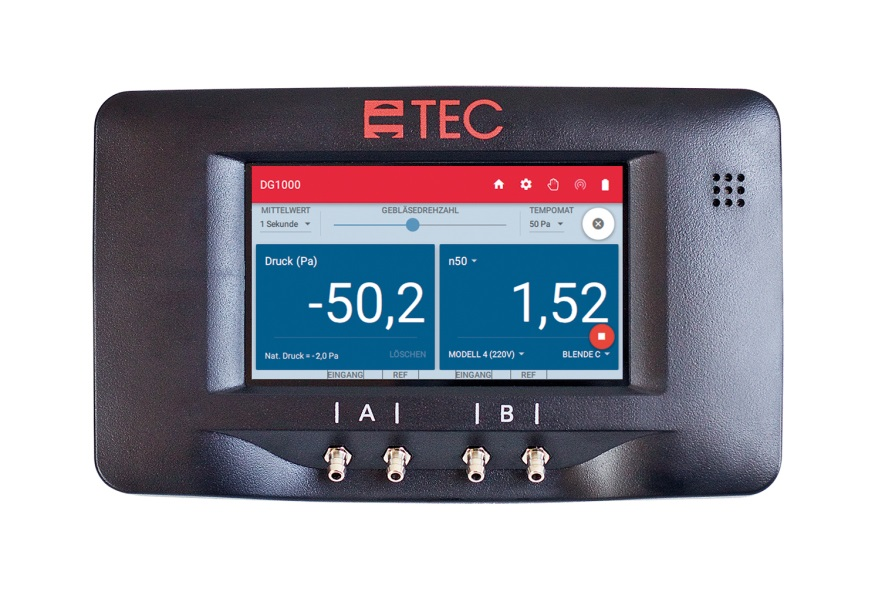 TEC
DG1000
MITTELWERT
GEBLÄSEDREHZAHL
TEMPOMAT
1 Sekunde
50 Pa
Druck (Pa)
-50,2
Nat. Druck = -2,0 Pa
LÖSCHEN
n50
1,52
MODELL 4 (220V)
BLENDE C
EINGANG
REF
EINGANG
REF
A
B